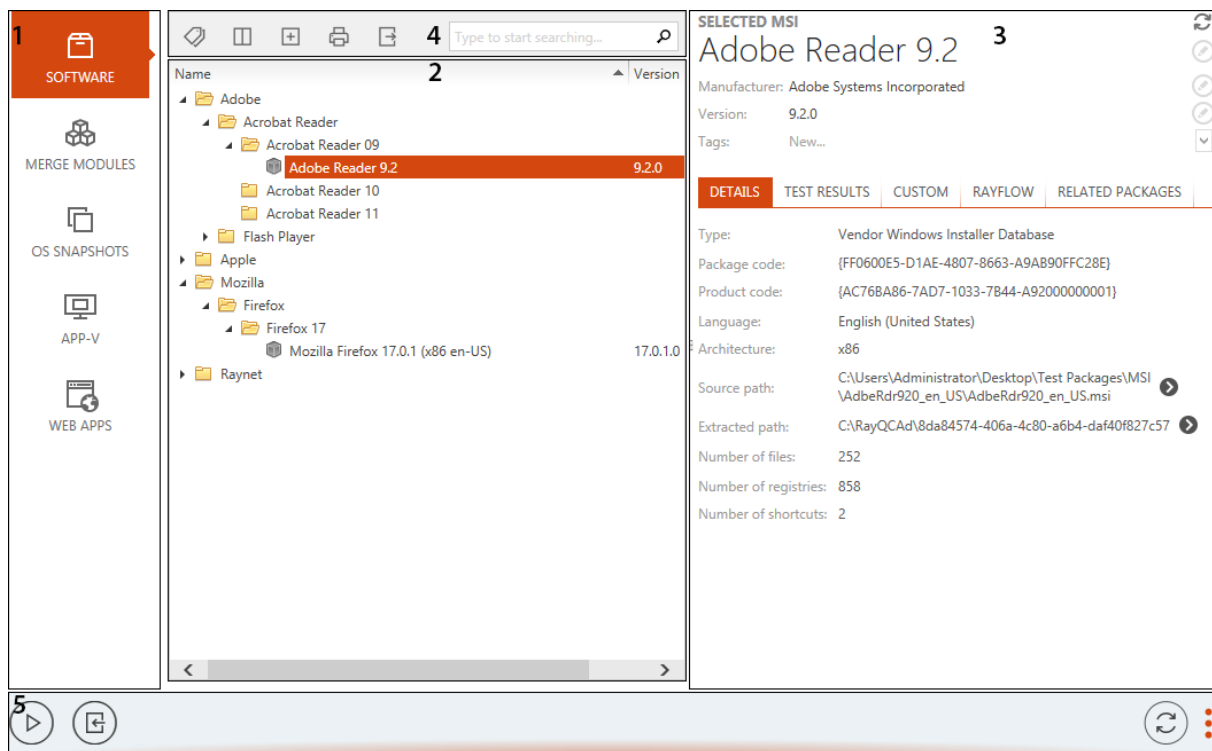 1
SOFTWARE
MERGE MODULES
OS SNAPSHOTS
APP-V
WEB APPS
4
Type to start searching...
2
Name
Version
Adobe
Acrobat Reader
Acrobat Reader 09
Adobe Reader 9.2 9.2.0
Acrobat Reader 10
Acrobat Reader 11
Flash Player
Apple
Mozilla
Firefox
Firefox 17
Mozilla Firefox 17.0.1 (x86 en-US) 17.0.1.0
Raynet
SELECTED MSI
3
Adobe Reader 9.2
Manufacturer: Adobe Systems Incorporated
Version: 9.2.0
Tags: New...
DETAILS TEST RESULTS CUSTOM RAYFLOW RELATED PACKAGES
Type: Vendor Windows Installer Database
Package code: {FF0600E5-D1AE-4807-8663-A9AB90FFC28E}
Product code: {AC76BA86-7AD7-1033-7B44-A92000000001}
Language: English (United States)
Architecture: x86
Source path: C:\Users\Administrator\Desktop\Test Packages\MSI
\AdbeRdr920_en_US\AdbeRdr920_en_US.msi
Extracted path: C:\RayQCAd\8da84574-406a-4c80-a6b4-daf40f827c57
Number of files: 252
Number of registries: 858
Number of shortcuts: 2
5